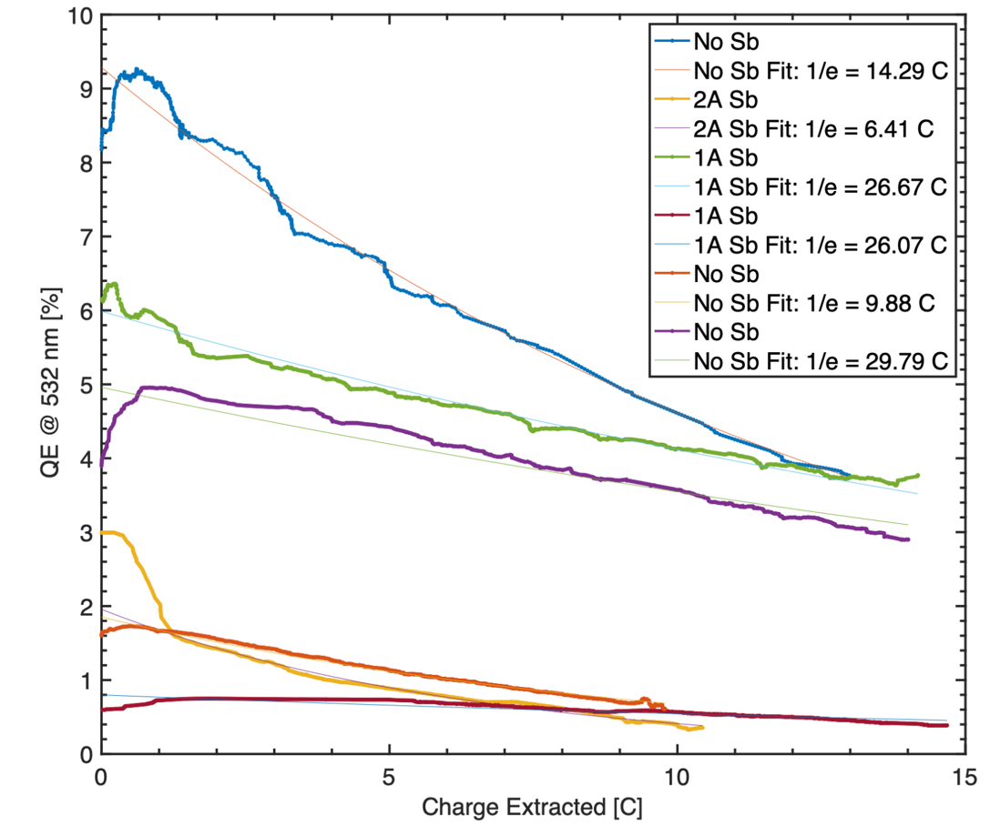 10
9
8
7
6
5
4
3
2
1
0
QE @ 532 nm [%]
No Sb
No Sb Fit: 1/e = 14.29 C
2A Sb
2A Sb Fit: 1/e = 6.41 C
1A Sb
1A Sb Fit: 1/e = 26.67 C
1A Sb
1A Sb Fit: 1/e = 26.07 C
No Sb
No Sb Fit: 1/e = 9.88 C
No Sb
No Sb Fit: 1/e = 29.79 C
0 5 10 15
Charge Extracted [C]